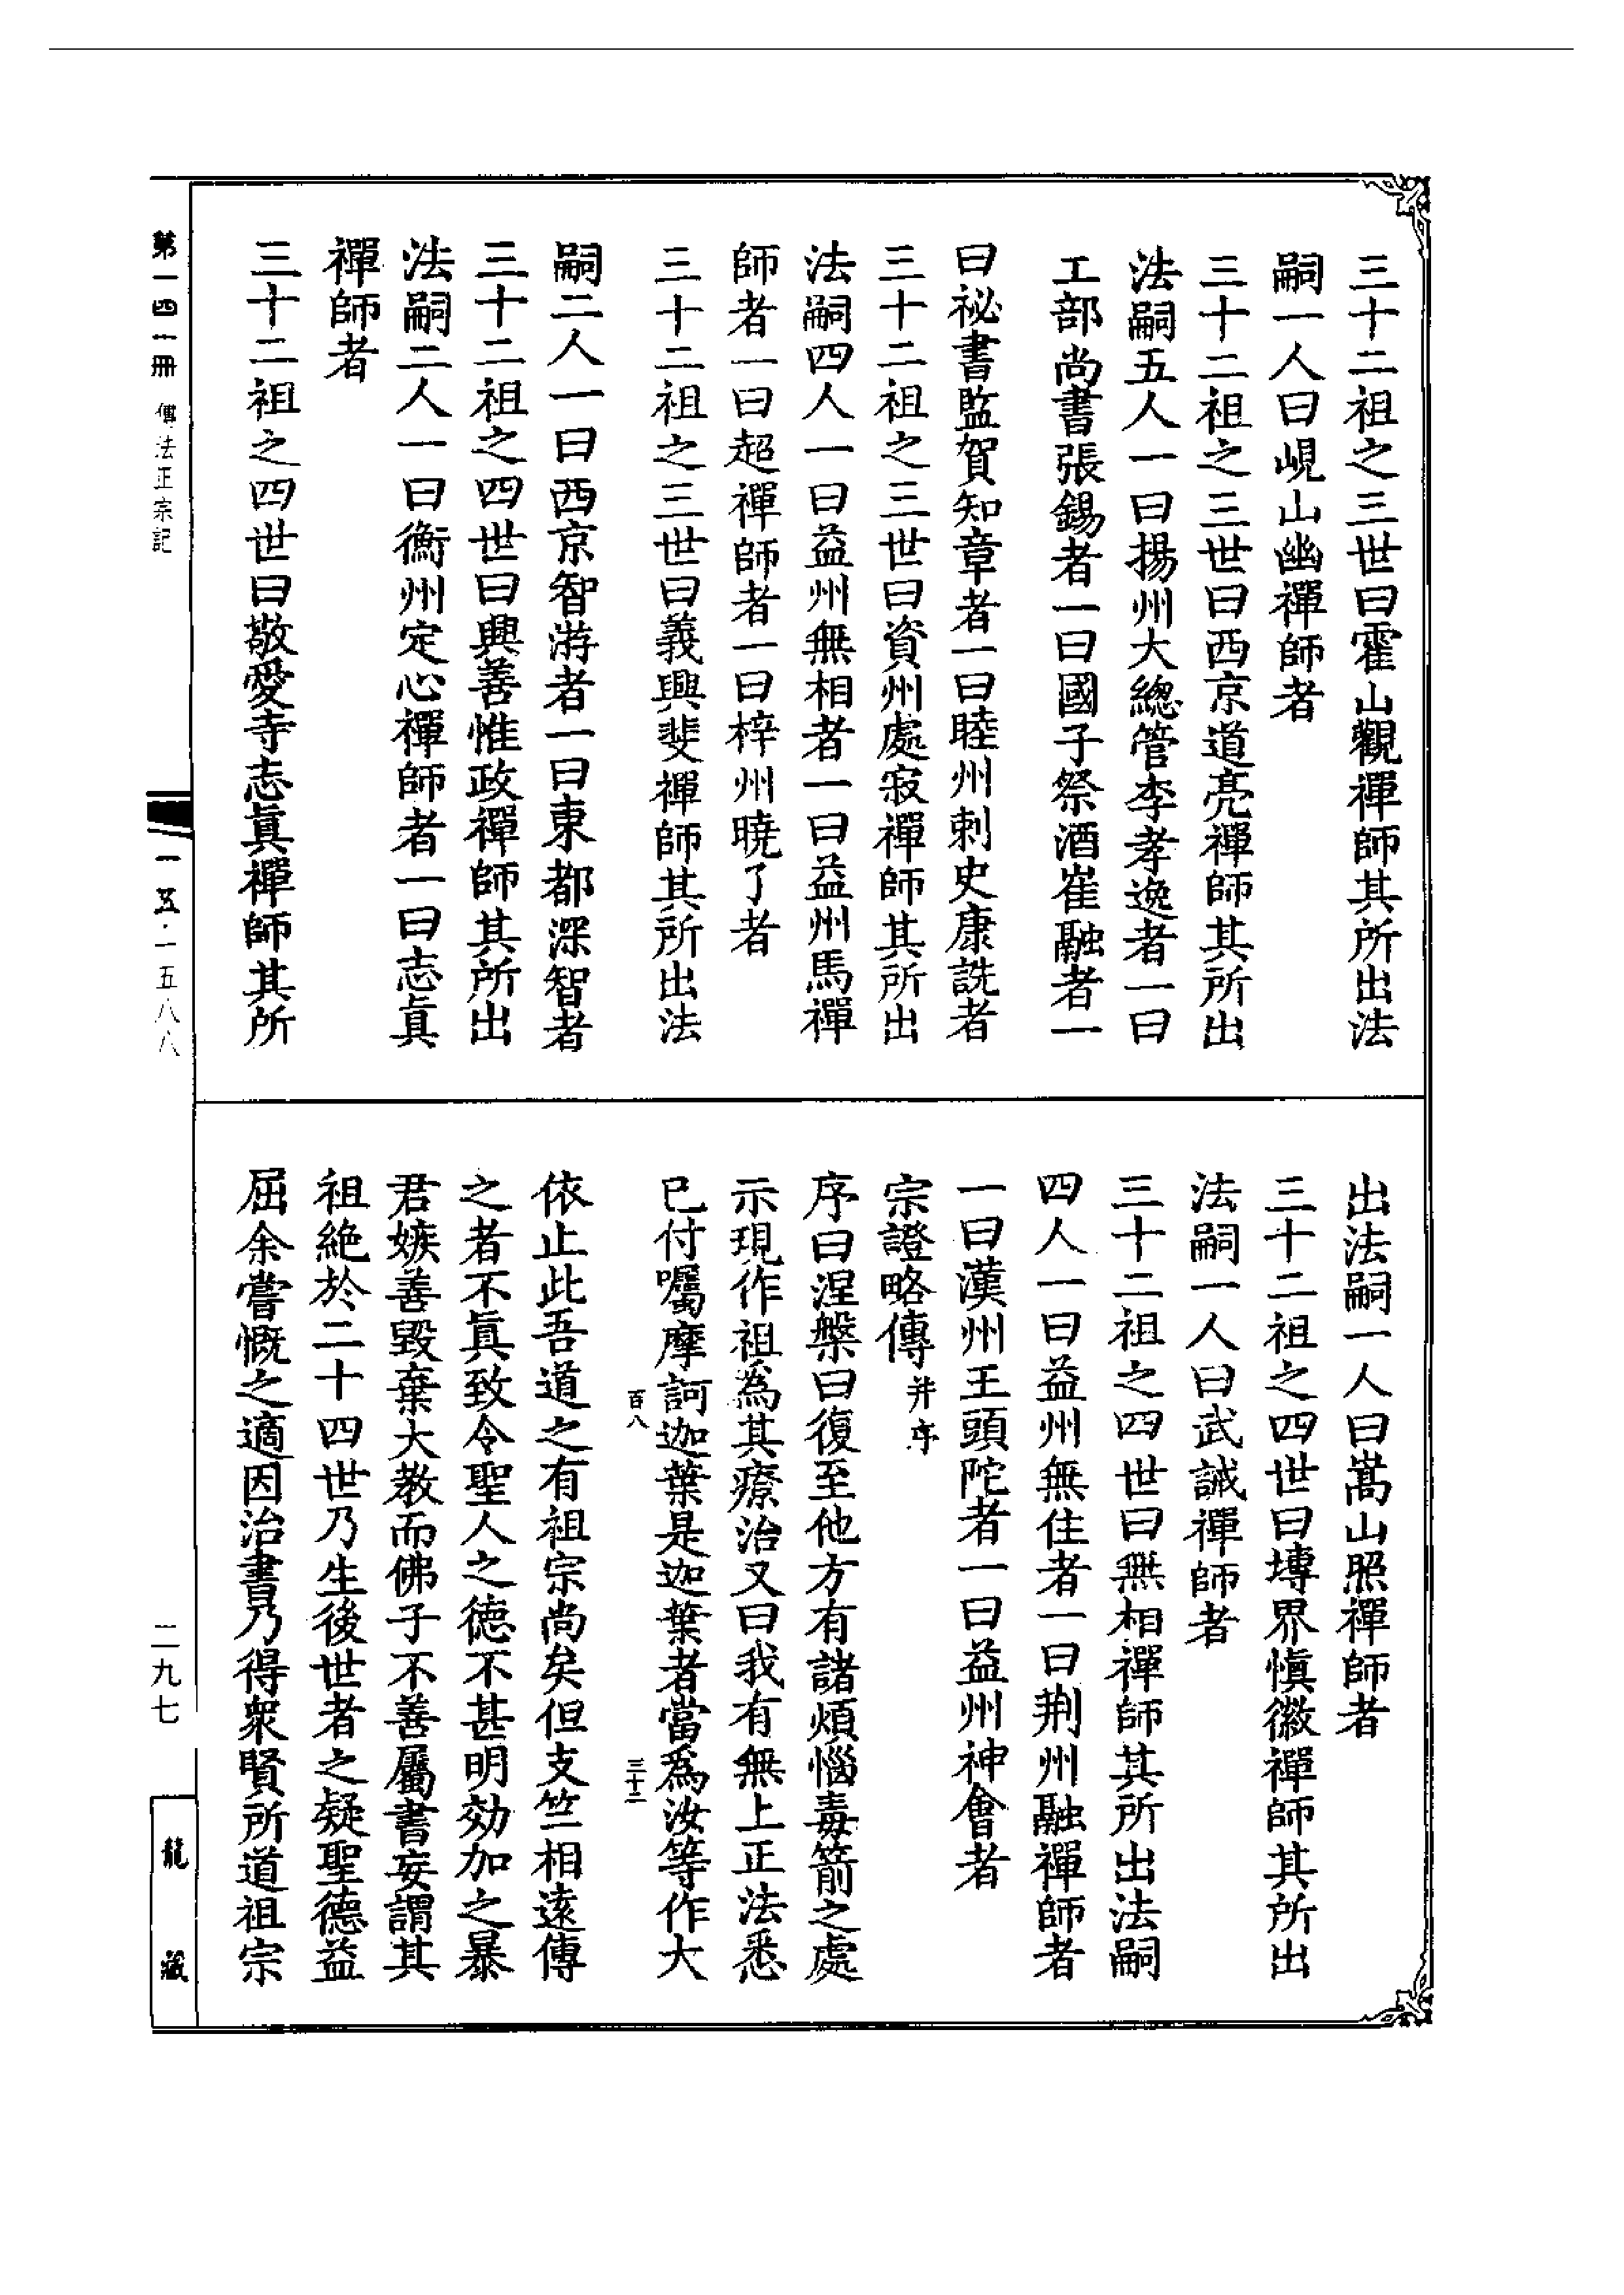 三十二祖之三世曰霍山觀禪師其所出法
嗣一人曰峴山幽禪師者
三十二祖之三世曰西京道亮禪師其所出
法嗣五人一曰揚州大總管李孝逸者一曰
工部尚書張錫者一曰國子祭酒崔融者一
曰祕書監賀知章者一曰睦州刺史康詵者
三十二祖之三世曰資州處寂禪師其所出
法嗣四人一曰益州無相者一曰益州馬禪
師者一曰超禪師者一曰梓州曉了者
三十二祖之三世曰義興斐禪師其所出法
嗣二人一曰西京智游者一曰東都深智者
三十二祖之四世曰興善惟政禪師其所出
法嗣二人一曰衡州定心禪師者一曰志真
禪師者
三十二祖之四世曰敬愛寺志真禪師其所
出法嗣一人曰嵩山照禪師者
三十二祖之四世曰塼界慎徽禪師其所出
法嗣一人曰武誡禪師者
三十二祖之四世曰無相禪師其所出法嗣
四人一曰益州無住者一曰荆州融禪師者
一曰漢州王頭陀者一曰益州神會者
宗證略傳并序
序曰涅槃曰復至他方有諸煩惱毒箭之處
示現作祖為其療治又曰我有無上正法悉
已付囑摩訶迦葉是迦葉者當為汝等作大
百八 三十二
依止此吾道之有祖宗尚矣但支竺相遠傳
之者不眞致令聖人之德不甚明効加之暴
君嫉善毀棄大教而佛子不善屬書妄謂其
祖絶於二十四世乃生後世者之疑聖德益
屈余嘗慨之適因治書乃得衆賢所道祖宗
第一四一冊 傳法正宗記
一五·一五八八
二九七
龍藏